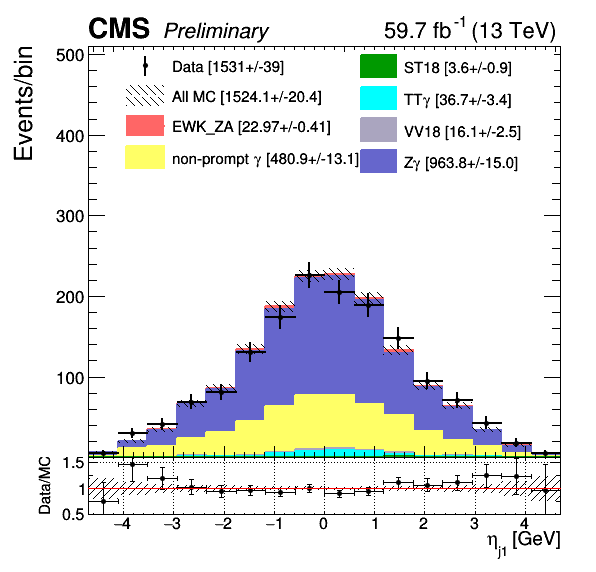 CMS Preliminary 59.7 fb⁻¹ (13 TeV)
Events/bin
500
400
300
200
100
Data [1531+/-39]
All MC [1524.1+/-20.4]
EWK_ZA [22.97+/-0.41]
non-prompt γ [480.9+/-13.1]
ST18 [3.6+/-0.9]
TTγ [36.7+/-3.4]
VV18 [16.1+/-2.5]
Zγ [963.8+/-15.0]
Data/MC
1.5
1
0.5
−4 −3 −2 −1 0 1 2 3 4
η_j1 [GeV]